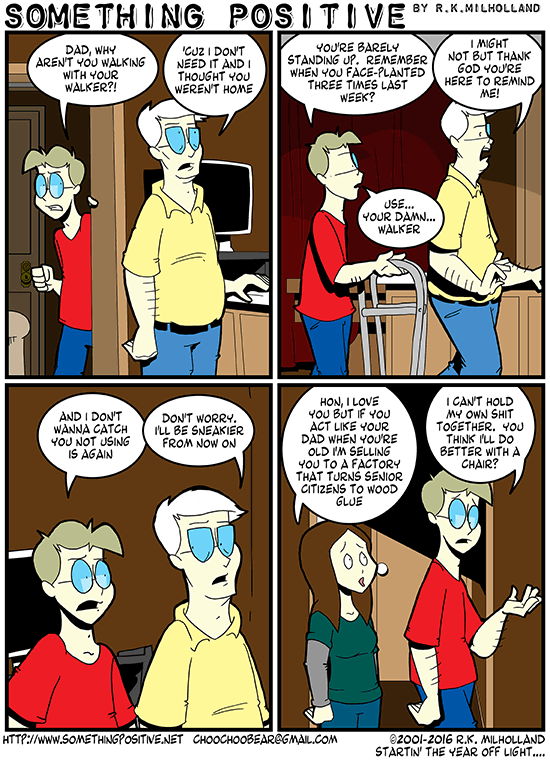 SOMETHING POSITIVE BY R.K.MILHOLLAND
DAD, WHY
AREN'T YOU WALKING
WITH YOUR
WALKER?!
'CUZ I DON'T
NEED IT AND I
THOUGHT YOU
WEREN'T HOME
YOU'RE BARELY
STANDING UP. REMEMBER
WHEN YOU FACE-PLANTED
THREE TIMES LAST
WEEK?
I MIGHT
NOT BUT THANK
GOD YOU'RE
HERE TO REMIND
ME!
USE...
YOUR DAMN...
WALKER
AND I DON'T
WANNA CATCH
YOU NOT USING
IS AGAIN
DON'T WORRY.
I'LL BE SNEAKIER
FROM NOW ON
HON, I LOVE
YOU BUT IF YOU
ACT LIKE YOUR
DAD WHEN YOU'RE
OLD I'M SELLING
YOU TO A FACTORY
THAT TURNS SENIOR
CITIZENS TO WOOD
GLUE
I CAN'T HOLD
MY OWN SHIT
TOGETHER. YOU
THINK I'LL DO
BETTER WITH A
CHAIR?
HTTP://WWW.SOMETHINGPOSITIVE.NET CHOOCHOOBEAR@GMAIL.COM ©2001-2016 R.K. MILHOLLAND
STARTIN' THE YEAR OFF LIGHT....